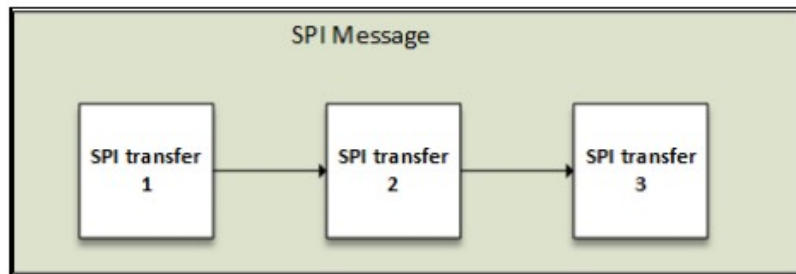 SPI Message
SPI transfer
1
SPI transfer
2
SPI transfer
3